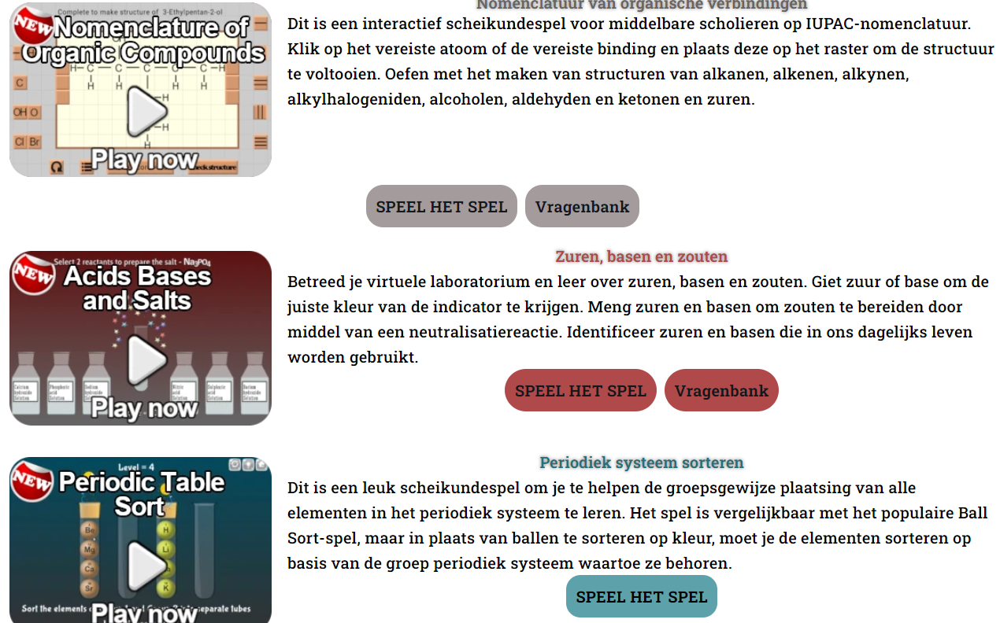 Nomenclatuur van organische verbindingen
Complete to make structure of 3-Ethylpentan-2-ol
NEW
Nomenclature of
Organic Compounds
H C C C C C H
H H H H
C
OH O
H
H
Cl Br
H
Play now
check structure
Dit is een interactief scheikundespel voor middelbare scholieren op IUPAC-nomenclatuur.
Klik op het vereiste atoom of de vereiste binding en plaats deze op het raster om de structuur
te voltooien. Oefen met het maken van structuren van alkanen, alkenen, alkynen,
alkylhalogeniden, alcoholen, aldehyden en ketonen en zuren.
SPEEL HET SPEL
Vragenbank
Select 2 reactants to prepare the salt - Na₃PO₄
NEW
Acids Bases
and Salts
Calcium hydroxide Solution
Phosphoric acid Solution
Sodium hydroxide Solution
Nitric acid Solution
Sulphuric acid Solution
Barium hydroxide Solution
Play now
Zuren, basen en zouten
Betreed je virtuele laboratorium en leer over zuren, basen en zouten. Giet zuur of base om de
juiste kleur van de indicator te krijgen. Meng zuren en basen om zouten te bereiden door
middel van een neutralisatiereactie. Identificeer zuren en basen die in ons dagelijks leven
worden gebruikt.
SPEEL HET SPEL
Vragenbank
Level = 4
NEW
Periodic Table
Sort
Be
Mg
Ca
Sr
H
Li
K
Sort the elements separate tubes
Play now
Periodiek systeem sorteren
Dit is een leuk scheikundespel om je te helpen de groepsgewijze plaatsing van alle
elementen in het periodiek systeem te leren. Het spel is vergelijkbaar met het populaire Ball
Sort-spel, maar in plaats van ballen te sorteren op kleur, moet je de elementen sorteren op
basis van de groep periodiek systeem waartoe ze behoren.
SPEEL HET SPEL